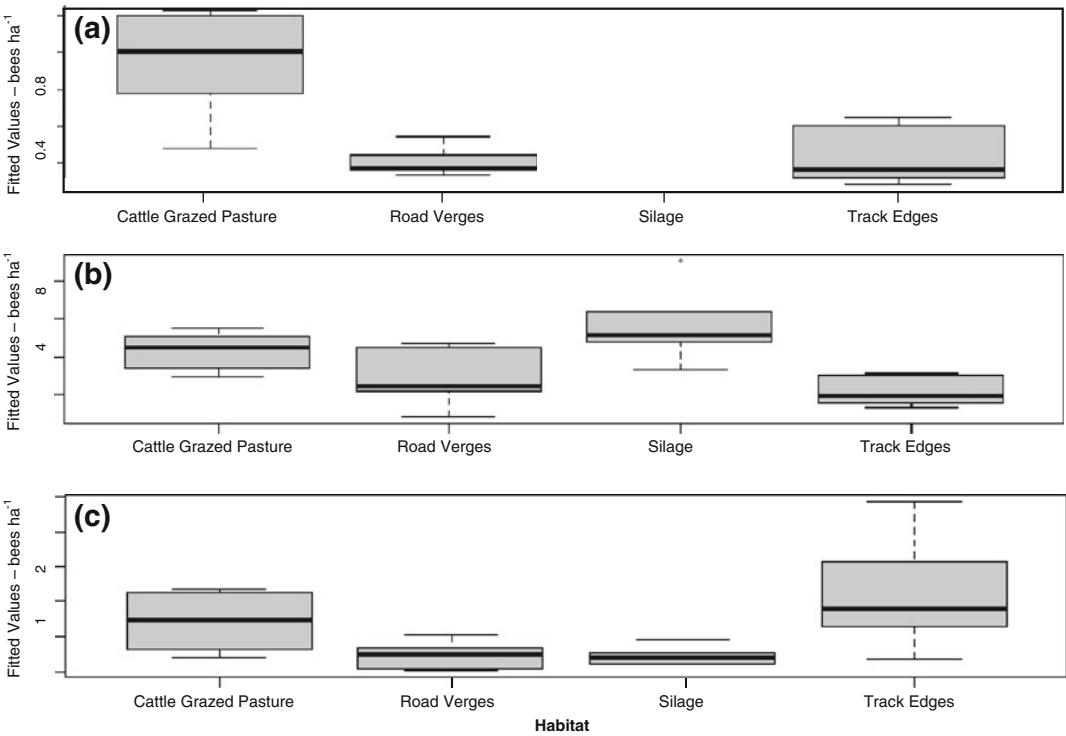 (a)
Fitted Values – bees ha-1
0.8
0.4
Cattle Grazed Pasture Road Verges Silage Track Edges
(b)
Fitted Values – bees ha-1
8
4
Cattle Grazed Pasture Road Verges Silage Track Edges
(c)
Fitted Values – bees ha-1
2
1
Cattle Grazed Pasture Road Verges Silage Track Edges
Habitat